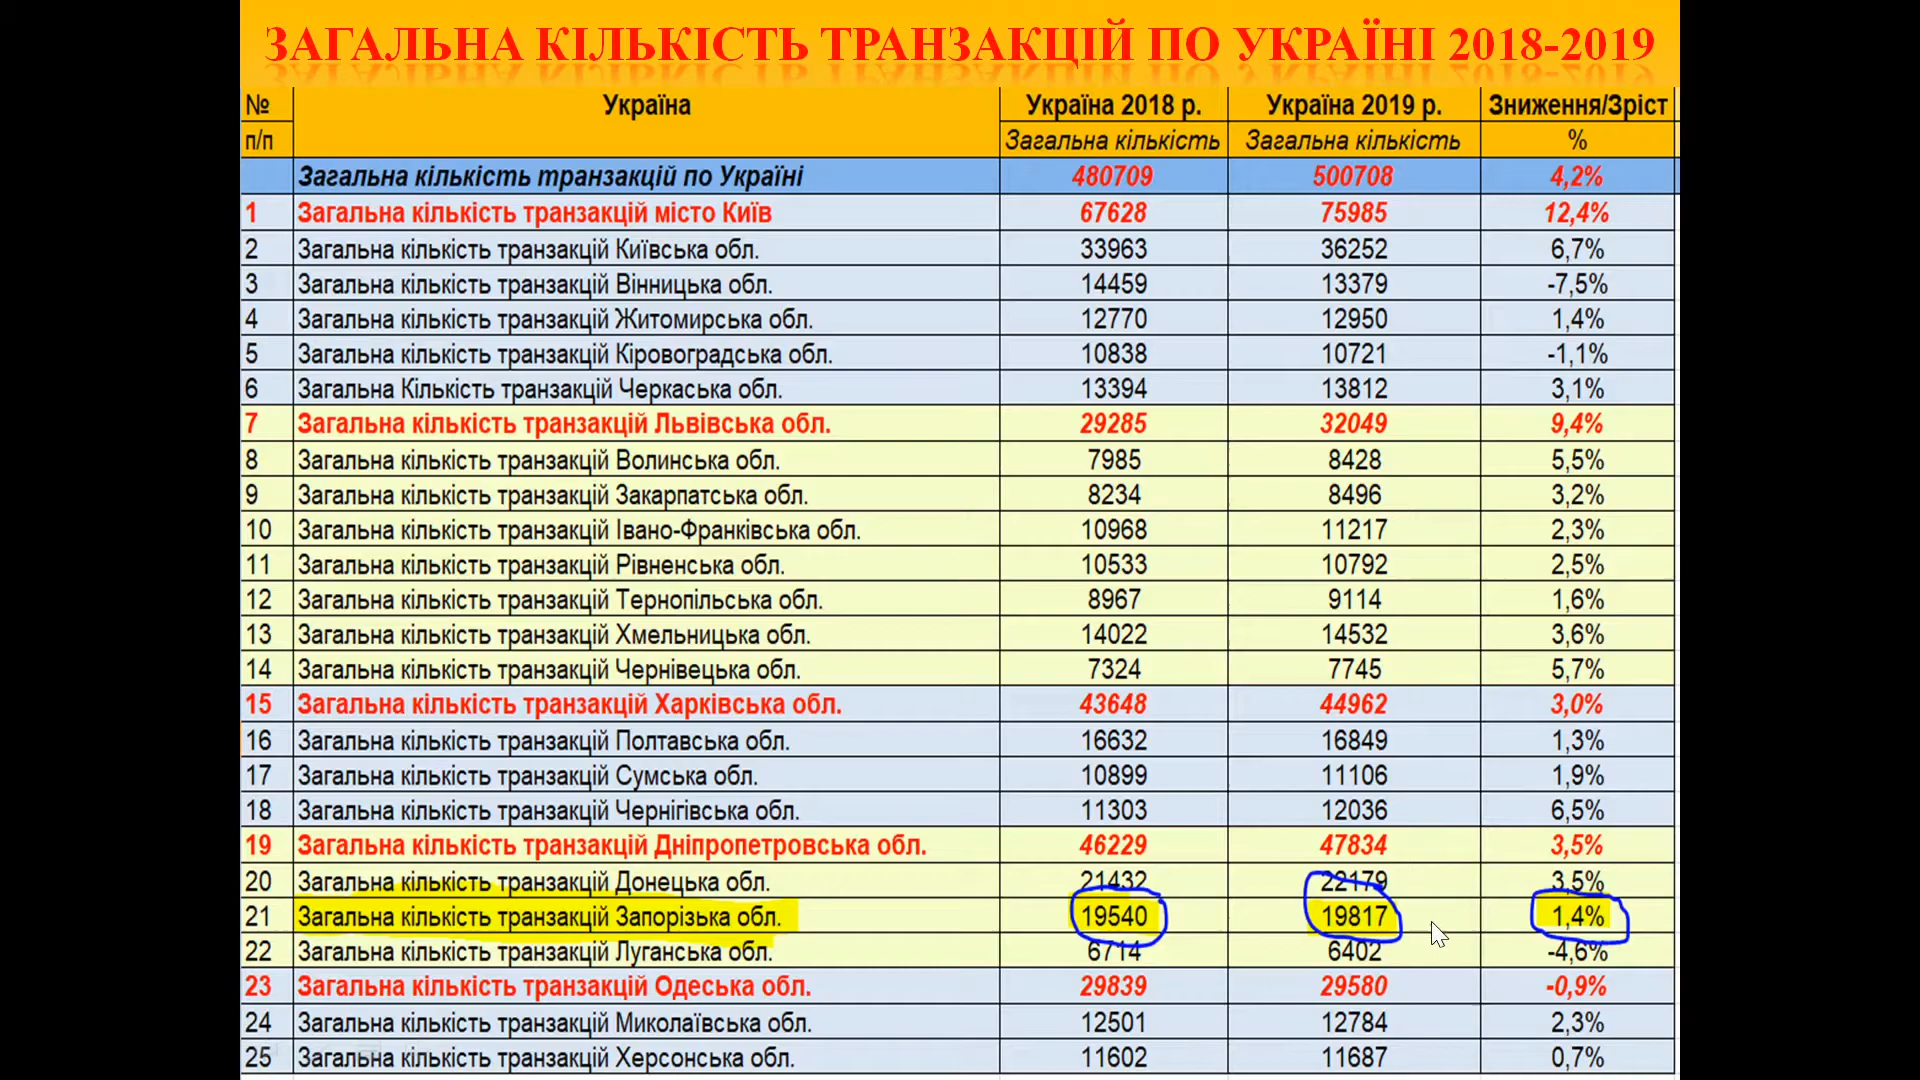 ЗАГАЛЬНА КІЛЬКІСТЬ ТРАНЗАКЦІЙ ПО УКРАЇНІ 2018-2019
№ Україна Україна 2018 р. Україна 2019 р. Зниження/Зріст
п/п Загальна кількість Загальна кількість %
Загальна кількість транзакцій по Україні 480709 500708 4,2%
1 Загальна кількість транзакцій місто Київ 67628 75985 12,4%
2 Загальна кількість транзакцій Київська обл. 33963 36252 6,7%
3 Загальна кількість транзакцій Вінницька обл. 14459 13379 -7,5%
4 Загальна кількість транзакцій Житомирська обл. 12770 12950 1,4%
5 Загальна кількість транзакцій Кіровоградська обл. 10838 10721 -1,1%
6 Загальна Кількість транзакцій Черкаська обл. 13394 13812 3,1%
7 Загальна кількість транзакцій Львівська обл. 29285 32049 9,4%
8 Загальна кількість транзакцій Волинська обл. 7985 8428 5,5%
9 Загальна кількість транзакцій Закарпатська обл. 8234 8496 3,2%
10 Загальна кількість транзакцій Івано-Франківська обл. 10968 11217 2,3%
11 Загальна кількість транзакцій Рівненська обл. 10533 10792 2,5%
12 Загальна кількість транзакцій Тернопільська обл. 8967 9114 1,6%
13 Загальна кількість транзакцій Хмельницька обл. 14022 14532 3,6%
14 Загальна кількість транзакцій Чернівецька обл. 7324 7745 5,7%
15 Загальна кількість транзакцій Харківська обл. 43648 44962 3,0%
16 Загальна кількість транзакцій Полтавська обл. 16632 16849 1,3%
17 Загальна кількість транзакцій Сумська обл. 10899 11106 1,9%
18 Загальна кількість транзакцій Чернігівська обл. 11303 12036 6,5%
19 Загальна кількість транзакцій Дніпропетровська обл. 46229 47834 3,5%
20 Загальна кількість транзакцій Донецька обл. 21432 22179 3,5%
21 Загальна кількість транзакцій Запорізька обл. 19540 19817 1,4%
22 Загальна кількість транзакцій Луганська обл. 6714 6402 -4,6%
23 Загальна кількість транзакцій Одеська обл. 29839 29580 -0,9%
24 Загальна кількість транзакцій Миколаївська обл. 12501 12784 2,3%
25 Загальна кількість транзакцій Херсонська обл. 11602 11687 0,7%